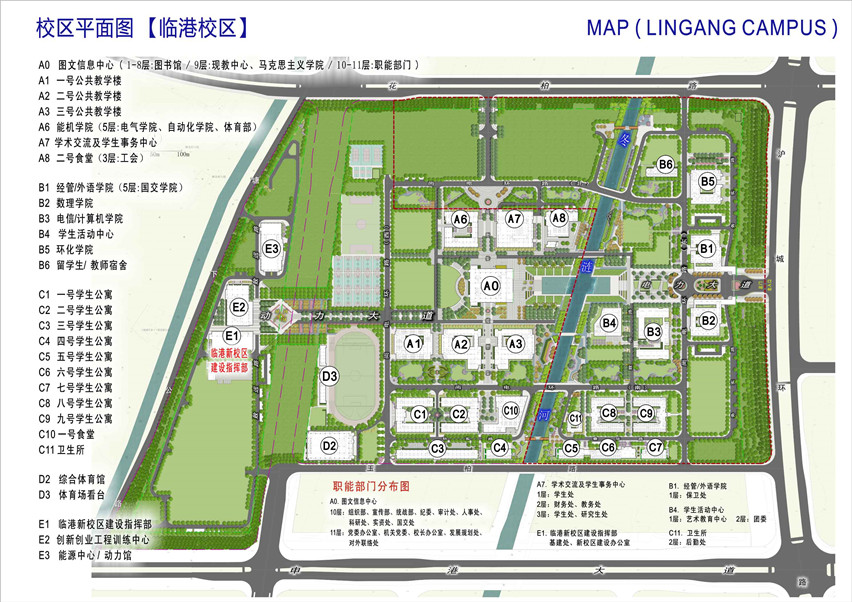 校区平面图【临港校区】
MAP ( LINGANG CAMPUS )
A0 图文信息中心（ 1-8层:图书馆 / 9层:现教中心、马克思主义学院 / 10-11层:职能部门 ）
A1 一号公共教学楼
A2 二号公共教学楼
A3 三号公共教学楼
A6 能机学院（5层:电气学院、自动化学院、体育部）
A7 学术交流及学生事务中心
A8 二号食堂（3层:工会）
100m
B1 经管/外语学院（5层:国交学院）
B2 数理学院
B3 电信/计算机学院
B4 学生活动中心
B5 环化学院
B6 留学生/ 教师宿舍
C1 一号学生公寓
C2 二号学生公寓
C3 三号学生公寓
C4 四号学生公寓
C5 五号学生公寓
C6 六号学生公寓
C7 七号学生公寓
C8 八号学生公寓
C9 九号学生公寓
C10 一号食堂
C11 卫生所
D2 综合体育馆
D3 体育场看台
E1 临港新校区建设指挥部
E2 创新创业工程训练中心
E3 能源中心 / 动力馆
花 柏 路
冬
涟
河
B6
B5
A6
A7
A8
E3
B1
A0
电 力 大 道
E2
动 力 大 道
B4
B3
B2
E1
A1
A2
A3
临港新校区
建设指挥部
D3
C1
C2
C10
C11
C8
C9
D2
C3
C4
C5
C6
C7
沪
城
环
路
玉 柏 路
申 港 大 道
职能部门分布图
A0. 图文信息中心
10层: 组织部、宣传部、统战部、纪委、审计处、人事处、
科研处、实资处、国交处
11层: 党委办公室、机关党委、校长办公室、发展规划处、
对外联络处
A7. 学术交流及学生事务中心
1层: 学生处
2层: 财务处、教务处
3层: 学生处、研究生处
E1. 临港新校区建设指挥部
基建处、新校区建设办公室
B1. 经管/外语学院
1层: 保卫处
B4. 学生活动中心
1层: 艺术教育中心 2层: 团委
C11. 卫生所
2层: 后勤处